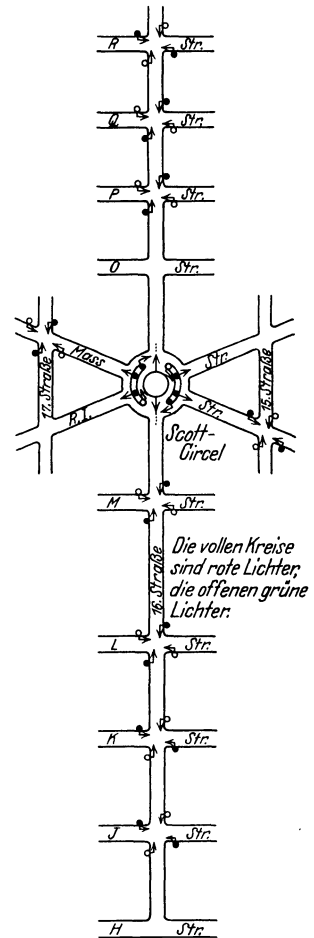 R Str.
Q Str.
P Str.
O Str.
Mass Str.
17. Straße
15. Straße
R.I. Str.
Scott-
Circel
M Str.
16. Straße
Die vollen Kreise
sind rote Lichter,
die offenen grüne
Lichter.
L Str.
K Str.
J Str.
H Str.